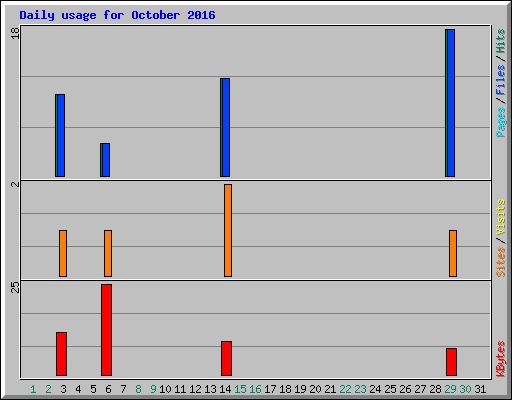 Daily usage for October 2016
18
2
25
Pages/Files/Hits
Sites/Visits
KBytes
1 2 3 4 5 6 7 8 9 10 11 12 13 14 15 16 17 18 19 20 21 22 23 24 25 26 27 28 29 30 31